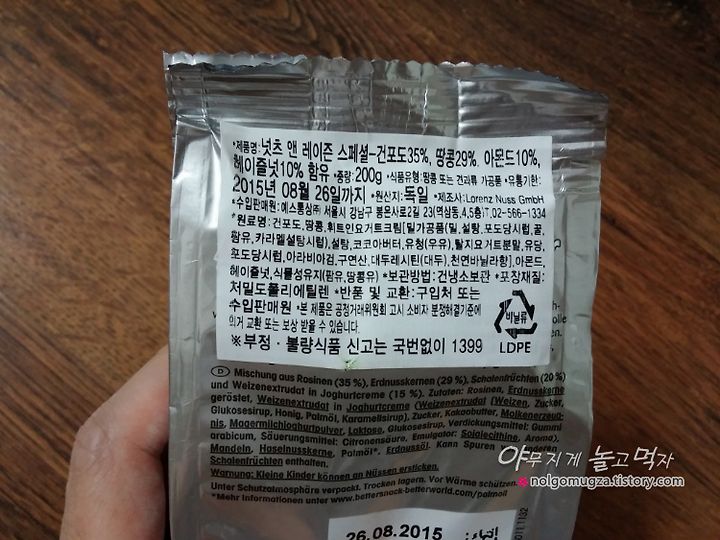 *제품명: 넛츠 앤 레이즌 스페셜-건포도35%, 땅콩29%. 아몬드10%,
헤이즐넛10% 함유 *중량: 200g *식품유형:땅콩 또는 견과류 가공품 *유통기한:
2015년 08월 26일까지 *원산지: 독일 *제조사: Lorenz Nuss GmbH
*수입판매원: 예스통상㈜ 서울시 강남구 봉은사로2길 23(역삼동,4,5층)T.02-566-1334
*원료명: 건포도,땅콩,휘트인요거트크림[밀가공품(밀,설탕,포도당시럽,꿀,
팜유,카라멜설탕시럽),설탕,코코아버터,유청(우유),탈지요거트분말,유당,
포도당시럽,아라비아검,구연산,대두레시틴(대두),천연바닐라향],아몬드,
헤이즐넛,식물성유지(팜유,땅콩유) *보관방법:건냉소보관 *포장재질:
처밀도폴리에틸렌 *반품 및 교환:구입처 또는
수입판매원 *본 제품은 공정거래위원회 고시 소비자 분쟁해결기준에
의거 교환 또는 보상 받을 수 있습니다.
※부정·불량식품 신고는 국번없이 1399
비닐류
LDPE
D Mischung aus Rosinen (35 %), Erdnusskernen (29 %), Schalenfrüchten (20 %)
und Weizenextrudat in Joghurtcreme (15 %). Zutaten: Rosinen, Erdnusskerne
geröstet, Weizenextrudat in Joghurtcreme (Weizenextrudat (Weizen, Zucker,
Glukosesirup, Honig, Palmöl, Karamellsirup), Zucker, Kakaobutter, Molkenerzeug-
nis, Magermilchjoghurtpulver, Laktose, Glukosesirup, Verdickungsmittel: Gummi
arabicum, Säuerungsmittel: Citronensäure, Emulgator: Sojalecithine, Aroma),
Mandeln, Haselnusskerne, Palmöl*, Erdnussöl. Kann Spuren
Schalenfrüchten enthalten.
Warnung: Kleine Kinder können an Nüssen ersticken.
Unter Schutzatmosphäre verpackt. Trocken lagern. Vor Wärme schützen.
*Mehr Informationen unter www.bettersnack-betterworld.com/palmoil
26.08.2015
야무지게 놀고먹자
nolgomugza.tistory.com